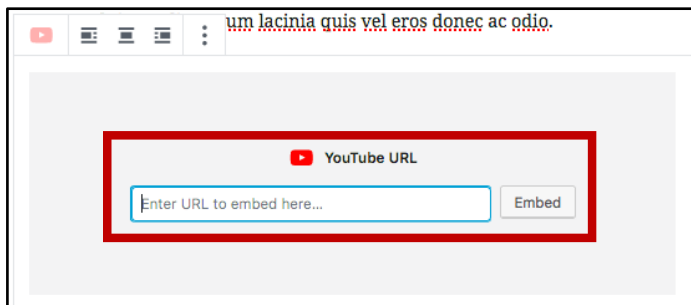 um lacinia quis vel eros donec ac odio.
YouTube URL
Enter URL to embed here...
Embed